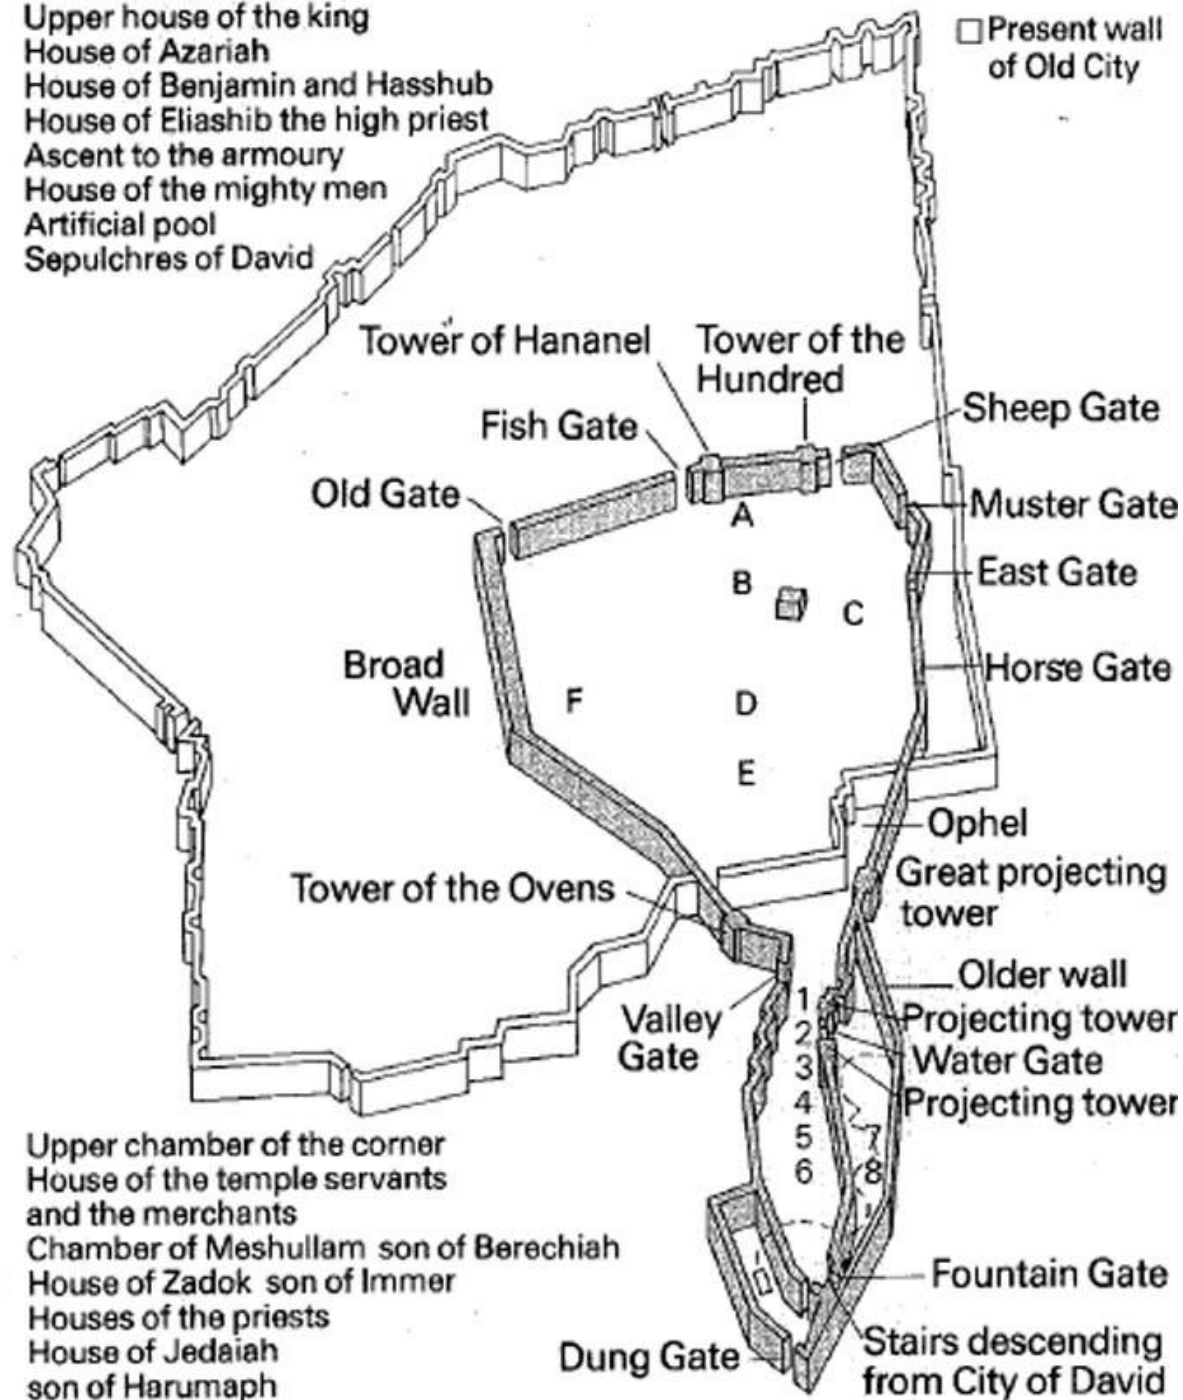 Upper house of the king
House of Azariah
House of Benjamin and Hasshub
House of Eliashib the high priest
Ascent to the armoury
House of the mighty men
Artificial pool
Sepulchres of David
Present wall
of Old City
Tower of Hananel
Tower of the
Hundred
Sheep Gate
Fish Gate
Old Gate
Muster Gate
A
East Gate
B
C
Horse Gate
Broad
Wall
F
D
E
Ophel
Tower of the Ovens
Great projecting
tower
Older wall
Valley
Gate
1
Projecting tower
2
Water Gate
3
Projecting tower
4
5
7
6
8
Upper chamber of the corner
House of the temple servants
and the merchants
Chamber of Meshullam son of Berechiah
House of Zadok son of Immer
Houses of the priests
House of Jedaiah
son of Harumaph
Fountain Gate
Dung Gate
Stairs descending
from City of David